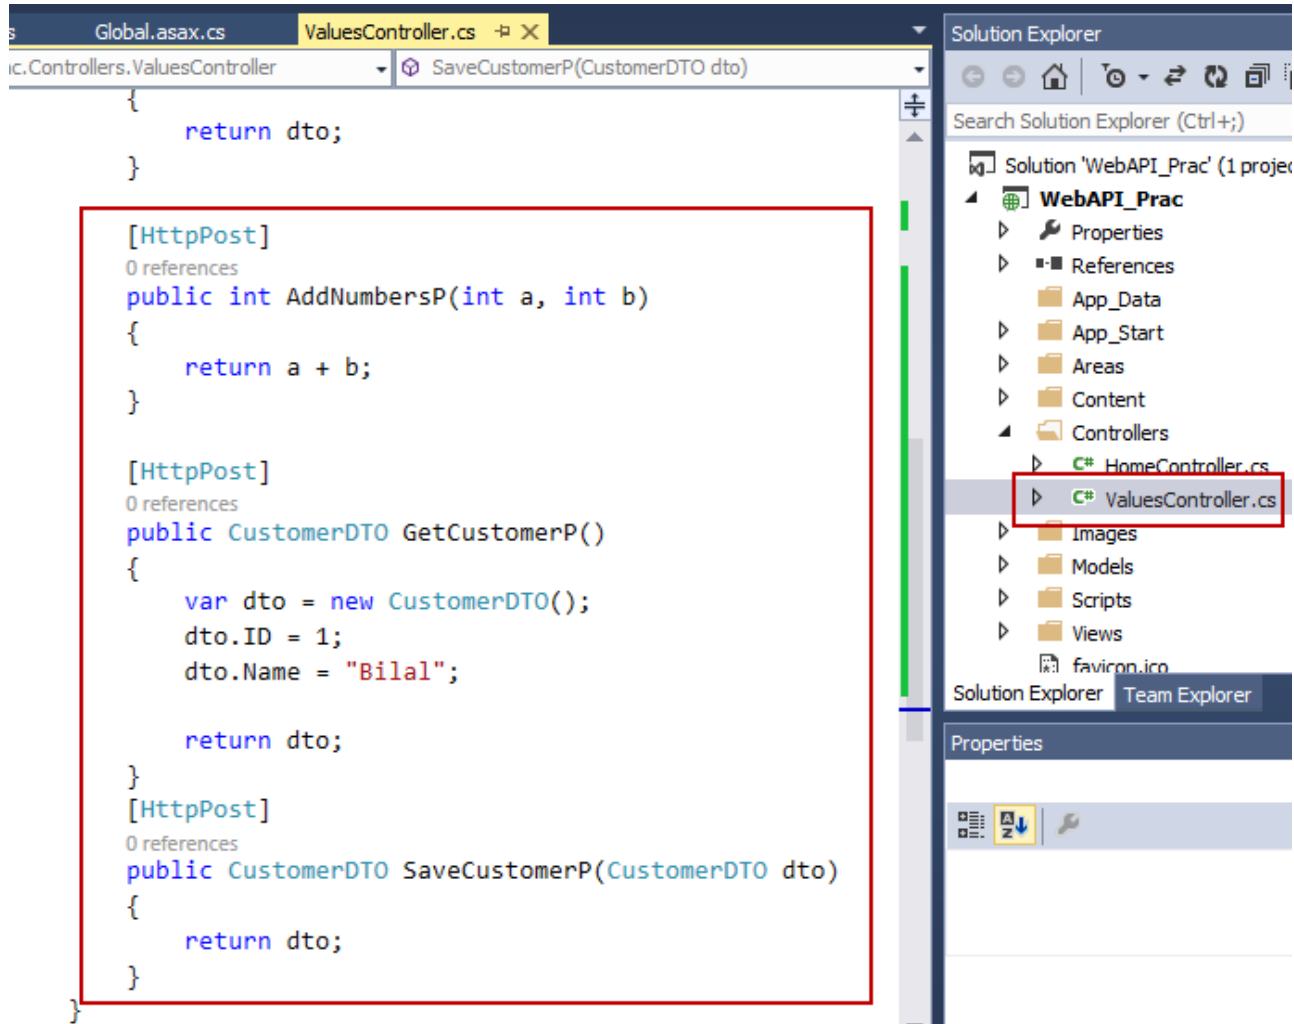 Global.asax.cs
ValuesController.cs
Controllers.ValuesController
SaveCustomerP(CustomerDTO dto)
{
return dto;
}
[HttpPost]
0 references
public int AddNumbersP(int a, int b)
{
return a + b;
}
[HttpPost]
0 references
public CustomerDTO GetCustomerP()
{
var dto = new CustomerDTO();
dto.ID = 1;
dto.Name = "Bilal";
return dto;
}
[HttpPost]
0 references
public CustomerDTO SaveCustomerP(CustomerDTO dto)
{
return dto;
}
}
Solution Explorer
Search Solution Explorer (Ctrl+;)
Solution 'WebAPI_Prac' (1 projec
WebAPI_Prac
Properties
References
App_Data
App_Start
Areas
Content
Controllers
C# HomeController.cs
C# ValuesController.cs
Images
Models
Scripts
Views
favicon.ico
Solution Explorer
Team Explorer
Properties